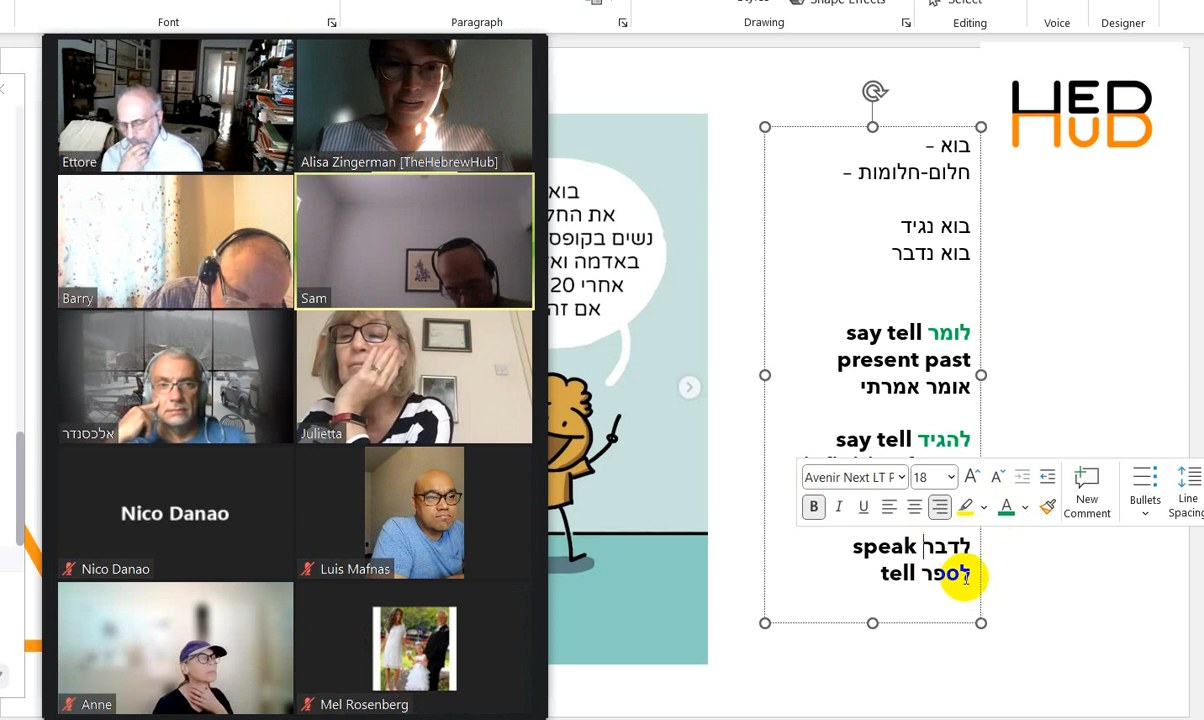 Select
Font
Paragraph
Drawing
Editing
Voice
Designer
Ettore
Alisa Zingerman [TheHebrewHub]
Barry
Sam
אלכסנדר
Julietta
Nico Danao
Nico Danao
Luis Mafnas
Anne
Mel Rosenberg
בוא
את החל
נשים בקופס
באדמה ואז
אחרי 20
אם זה
HEB
HUB
בוא –
חלום-חלומות –
בוא נגיד
בוא נדבר
לומר say tell
present past
אומר אמרתי
להגיד say tell
Avenir Next LT P
18
B I U
A
New
Comment
Bullets
Line
Spacing
לדבר speak
לספר tell